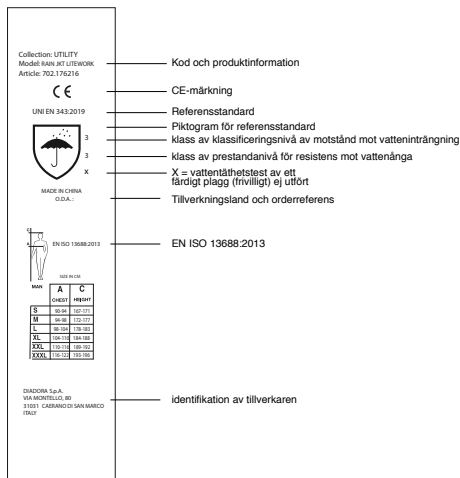 Collection: UTILITY
Model: RAIN JKT LITEWORK
Article: 702.176216
Kod och produktinformation
CE
CE-märkning
UNI EN 343:2019
Referensstandard
Piktogram för referensstandard
3
klass av klassificeringsnivå av motstånd mot vatteninträngning
3
klass av prestandanivå för resistens mot vattenånga
X
X = vattentäthetstest av ett
färdigt plagg (frivilligt) ej utfört
MADE IN CHINA
O.D.A. :
Tillverkningsland och orderreferens
C
A
EN ISO 13688:2013
EN ISO 13688:2013
SIZE IN CM
MAN
A C
CHEST HEIGHT
S 90-94 167-171
M 94-98 172-177
L 98-104 178-183
XL 104-110 184-188
XXL 110-116 189-192
XXXL 116-122 193-196
DIADORA S.p.A.
VIA MONTELLO, 80
31031 CAERANO DI SAN MARCO
ITALY
identifikation av tillverkaren